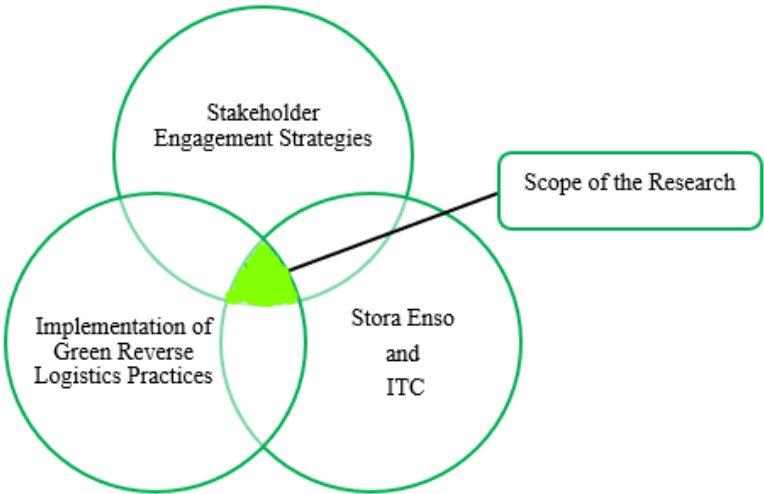 Stakeholder
Engagement Strategies
Scope of the Research
Implementation of
Green Reverse
Logistics Practices
Stora Enso
and
ITC